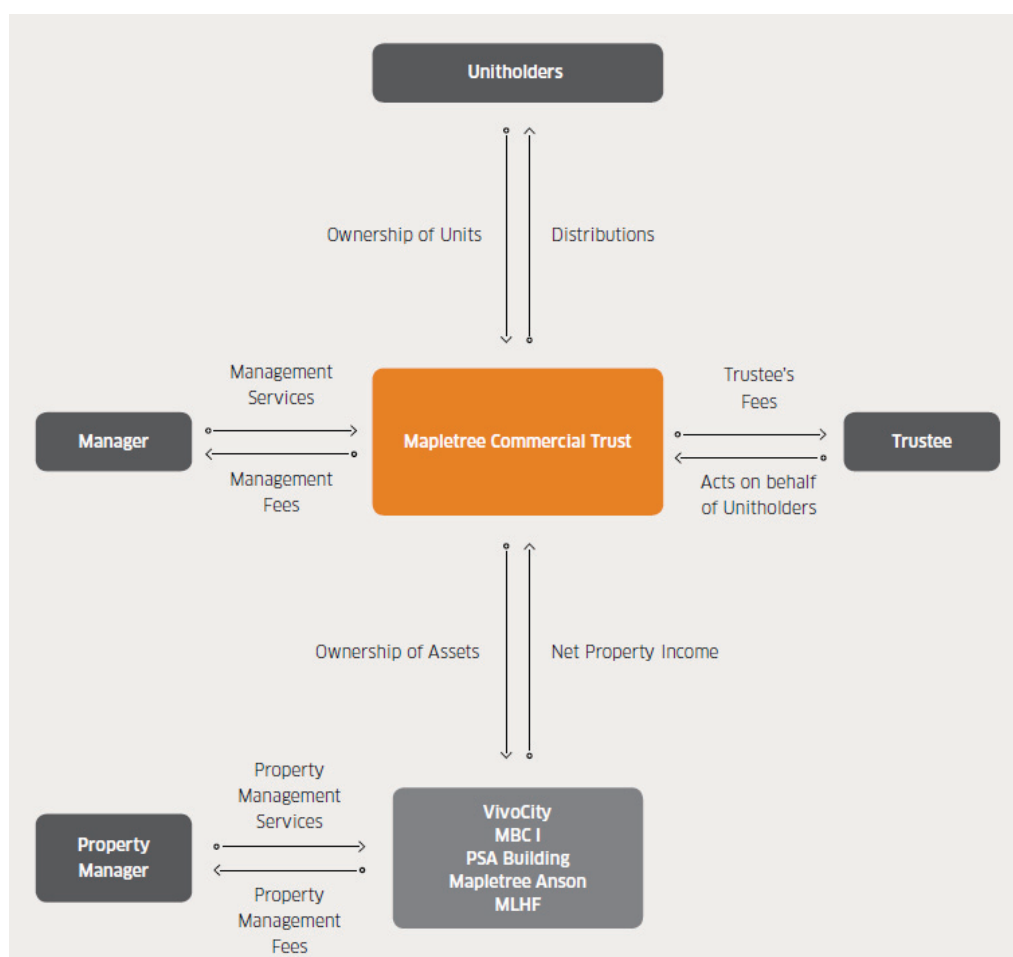 Unitholders
Ownership of Units
Distributions
Management
Services
Manager
Management
Fees
Mapletree Commercial Trust
Trustee's
Fees
Trustee
Acts on behalf
of Unitholders
Ownership of Assets
Net Property Income
Property
Management
Services
Property
Manager
Property
Management
Fees
VivoCity
MBC I
PSA Building
Mapletree Anson
MLHF